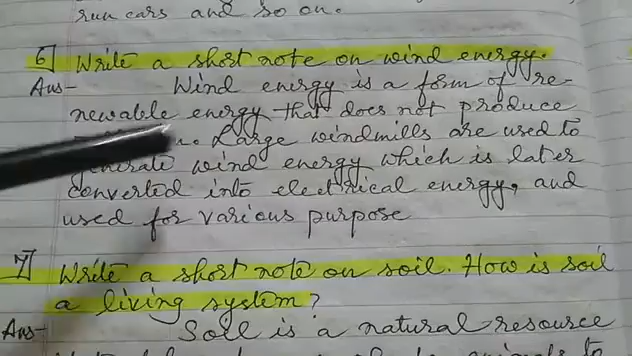 run cars and so on.
6] Write a short note on wind energy.
Ans- Wind energy is a form of re-
newable energy that does not produce
Large windmills are used to
generate wind energy which is later
converted into electrical energy, and
used for various purpose
7] Write a short note on soil. How is soil
a living system?
Ans- Soil is a natural resource
animals to